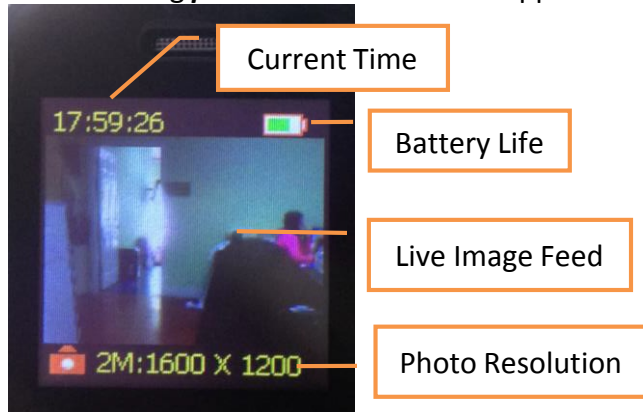 Current Time
17:59:26
Battery Life
Live Image Feed
2M:1600 X 1200
Photo Resolution